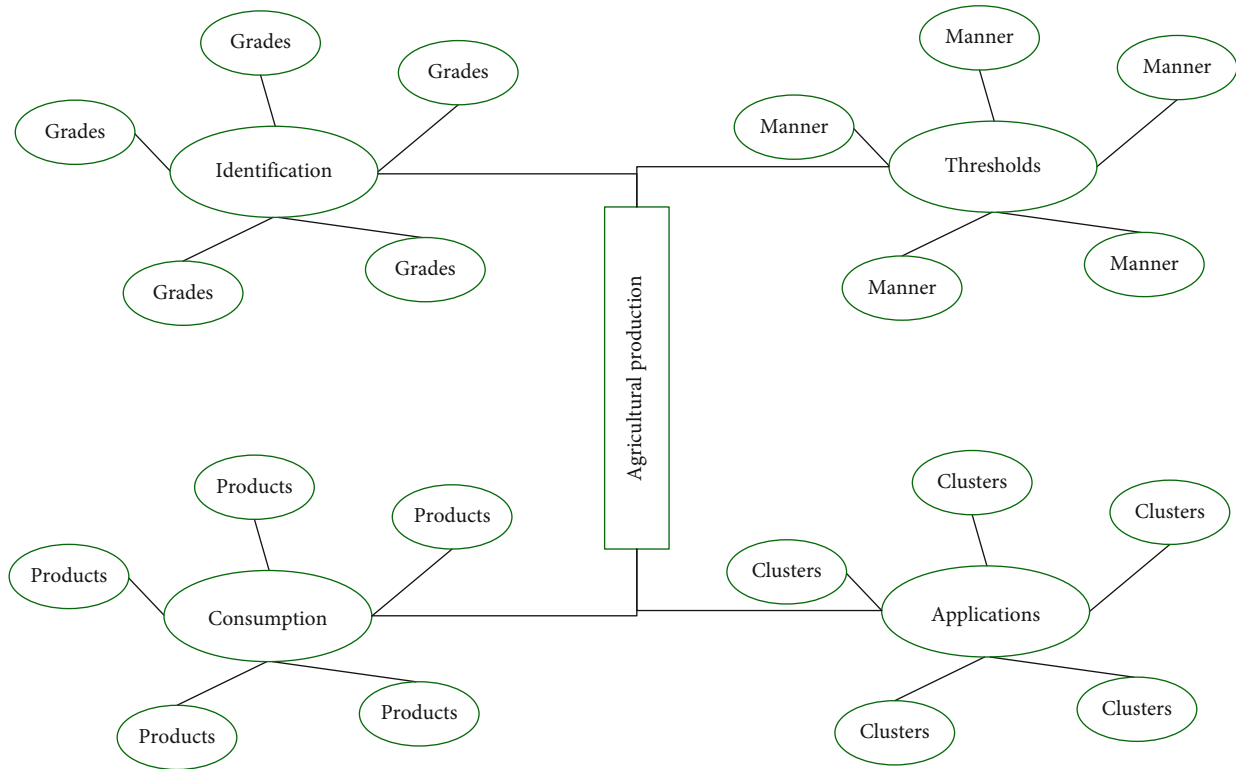 Grades
Grades
Grades
Identification
Grades
Grades
Manner
Manner
Manner
Thresholds
Manner
Manner
Agricultural production
Products
Products
Products
Consumption
Products
Products
Clusters
Clusters
Clusters
Applications
Clusters
Clusters